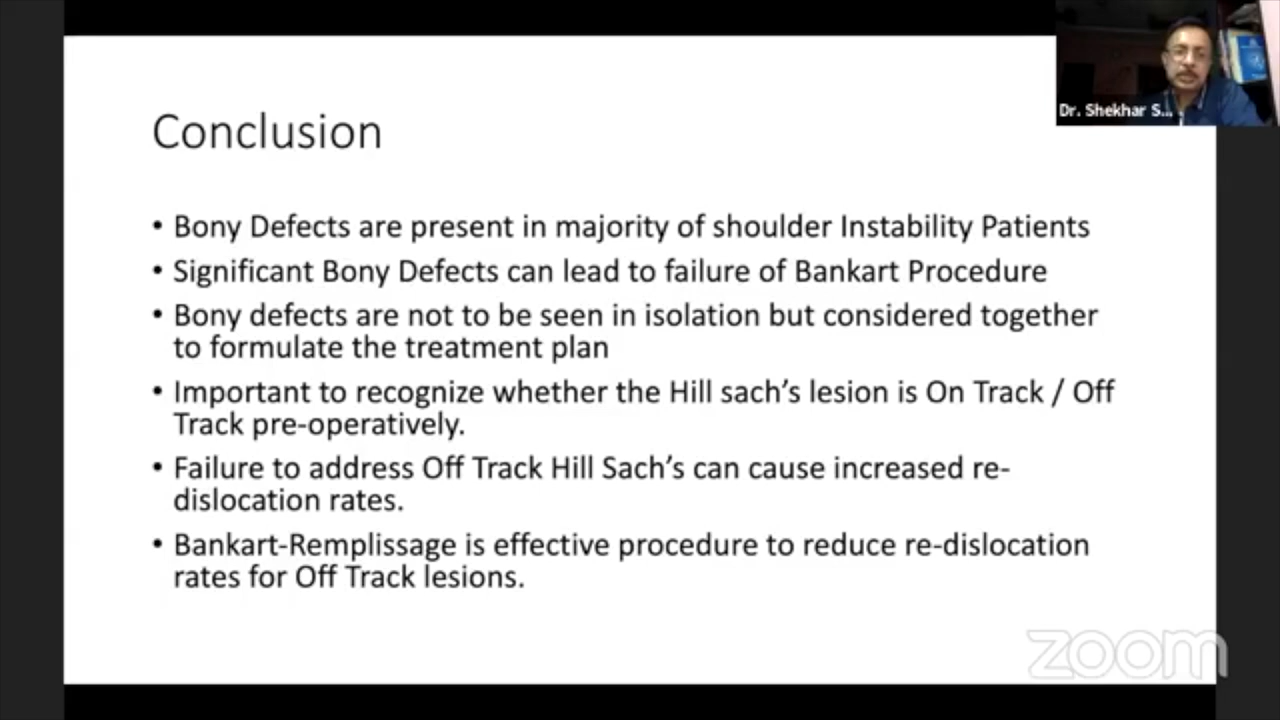 Dr. Shekhar S...
Conclusion
• Bony Defects are present in majority of shoulder Instability Patients
• Significant Bony Defects can lead to failure of Bankart Procedure
• Bony defects are not to be seen in isolation but considered together
to formulate the treatment plan
• Important to recognize whether the Hill sach’s lesion is On Track / Off
Track pre-operatively.
• Failure to address Off Track Hill Sach’s can cause increased re-
dislocation rates.
• Bankart-Remplissage is effective procedure to reduce re-dislocation
rates for Off Track lesions.
zoom